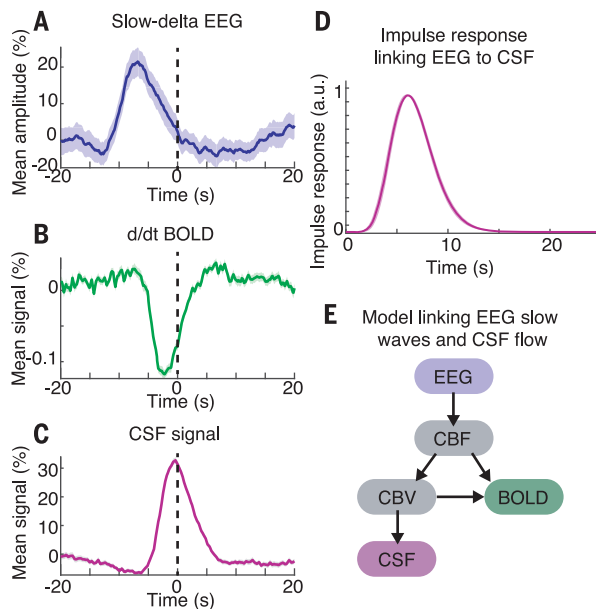 A
Slow-delta EEG
Mean amplitude (%)
20
10
0
-20
-20
-10
0
20
Time (s)
B
d/dt BOLD
Mean signal (%)
0
-0.1
-20
0
20
Time (s)
C
CSF signal
Mean signal (%)
30
20
10
0
-20
0
20
Time (s)
D
Impulse response
linking EEG to CSF
Impulse response (a.u.)
1
0
0
10
20
Time (s)
E
Model linking EEG slow
waves and CSF flow
EEG
CBF
CBV
BOLD
CSF